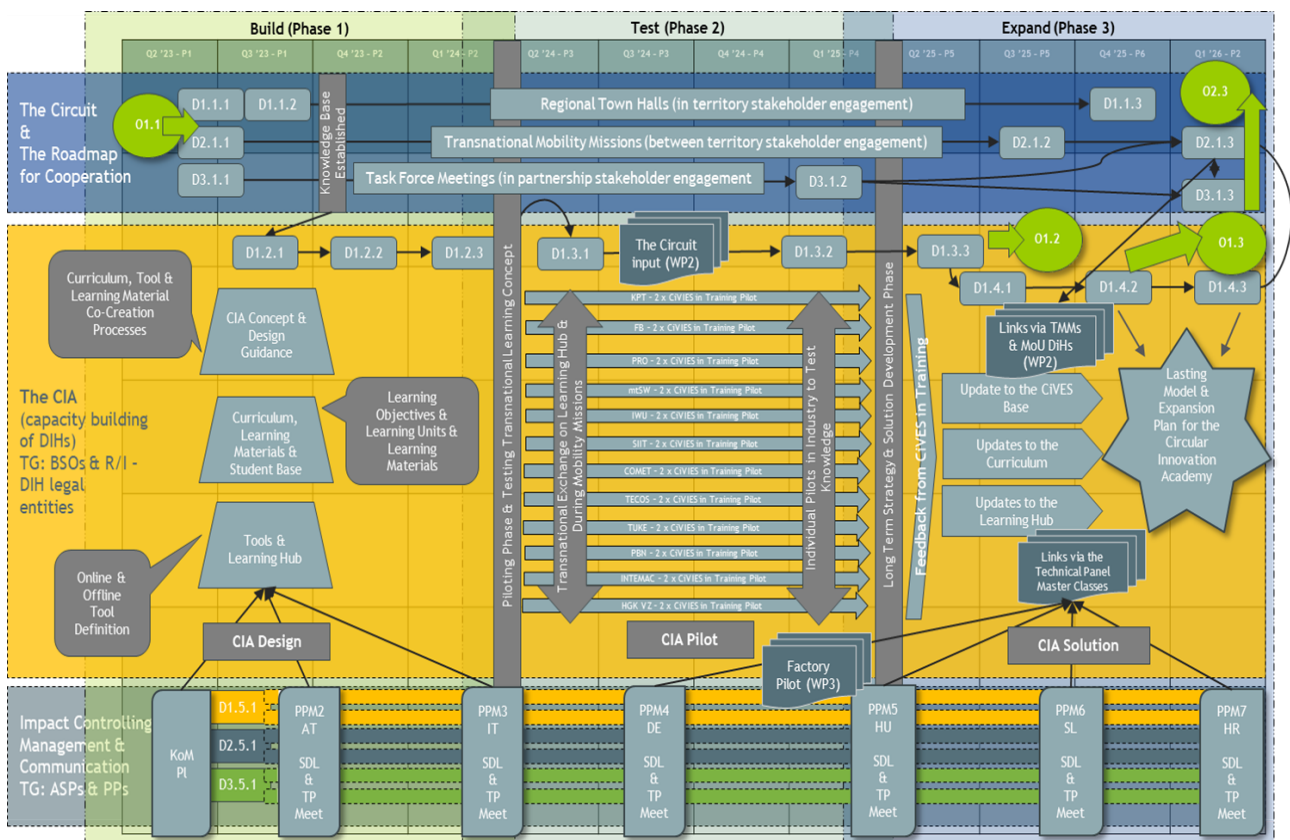 Build (Phase 1)
Test (Phase 2)
Expand (Phase 3)
Q2 '23 - P1
Q3 '23 - P1
Q4 '23 - P2
Q1 '24 - P2
Q2 '24 - P3
Q3 '24 - P3
Q4 '24 - P4
Q1 '25 - P4
Q2 '25 - P5
Q3 '25 - P5
Q4 '25 - P6
Q1 '26 - P2
The Circuit
&
The Roadmap
for Cooperation
O1.1
D1.1.1
D1.1.2
D2.1.1
D3.1.1
Knowledge Base
Established
Regional Town Halls (in territory stakeholder engagement)
Transnational Mobility Missions (between territory stakeholder engagement)
Task Force Meetings (in partnership stakeholder engagement
D3.1.2
D1.1.3
D2.1.2
D2.1.3
D3.1.3
O2.3
The CIA
(capacity building
of DIHs)
TG: BSOs & R/I -
DIH legal
entities
D1.2.1
D1.2.2
D1.2.3
Curriculum, Tool &
Learning Material
Co-Creation
Processes
CIA Concept &
Design
Guidance
Curriculum,
Learning
Materials &
Student Base
Learning
Objectives &
Learning Units &
Learning
Materials
Tools &
Learning Hub
Online &
Offline
Tool
Definition
CIA Design
Piloting Phase & Testing Transnational Learning Concept
D1.3.1
The Circuit
input (WP2)
D1.3.2
Transnational Exchange on Learning Hub &
During Mobility Missions
KPT - 2 x CiVIES in Training Pilot
FB - 2 x CiVIES in Training Pilot
PRO - 2 x CiVIES in Training Pilot
mtSW - 2 x CiVIES in Training Pilot
IWU - 2 x CiVIES in Training Pilot
SIIT - 2 x CiVIES in Training Pilot
COMET - 2 x CiVIES in Training Pilot
TECOS - 2 x CiVIES in Training Pilot
TUKE - 2 x CiVIES in Training Pilot
PBN - 2 x CiVIES in Training Pilot
INTEMAC - 2 x CiVIES in Training Pilot
HGK VZ - 2 x CiVIES in Training Pilot
Individual Pilots in Industry to Test
Knowledge
CIA Pilot
Factory
Pilot (WP3)
Long Term Strategy & Solution Development Phase
D1.3.3
O1.2
O1.3
D1.4.1
D1.4.2
D1.4.3
Feedback from CiVES in Training
Links via TMMs
& MoU DiHs
(WP2)
Update to the CiVES
Base
Updates to the
Curriculum
Updates to the
Learning Hub
Lasting
Model &
Expansion
Plan for the
Circular
Innovation
Academy
Links via the
Technical Panel
Master Classes
CIA Solution
Impact Controlling
Management &
Communication
TG: ASPs & PPs
KoM
Pl
D1.5.1
D2.5.1
D3.5.1
PPM2
AT
SDL
&
TP
Meet
PPM3
IT
SDL
&
TP
Meet
PPM4
DE
SDL
&
TP
Meet
PPM5
HU
SDL
&
TP
Meet
PPM6
SL
SDL
&
TP
Meet
PPM7
HR
SDL
&
TP
Meet